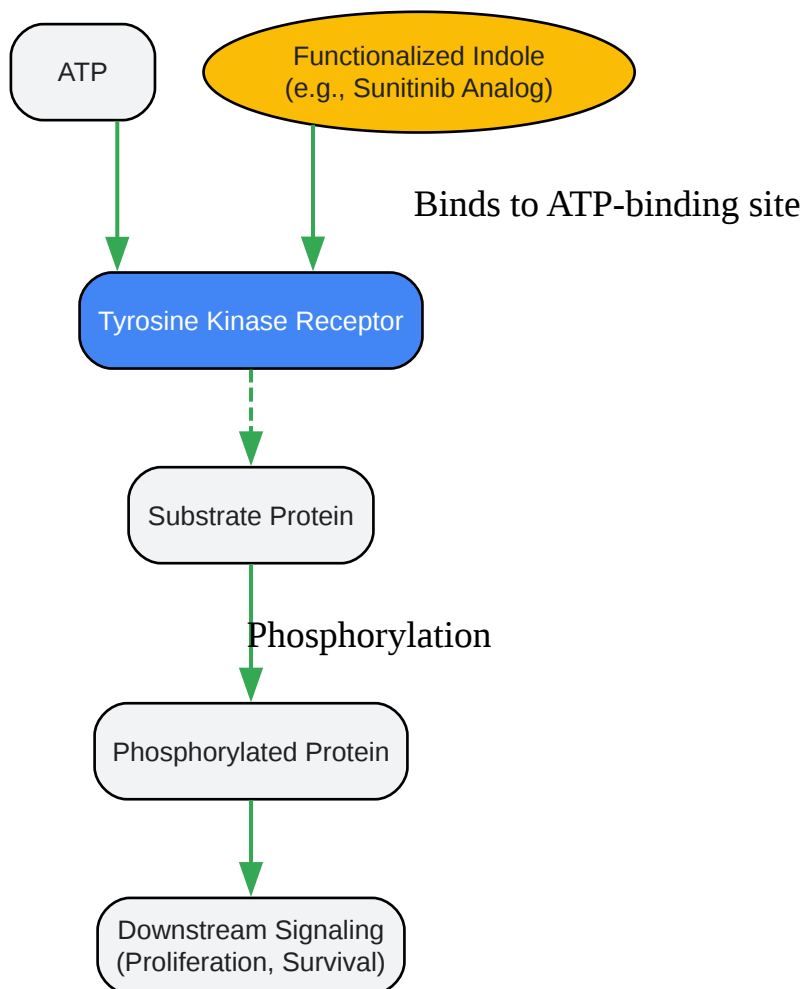 ATP
Functionalized Indole
(e.g., Sunitinib Analog)
Binds to ATP-binding site
Tyrosine Kinase Receptor
Substrate Protein
Phosphorylation
Phosphorylated Protein
Downstream Signaling
(Proliferation, Survival)